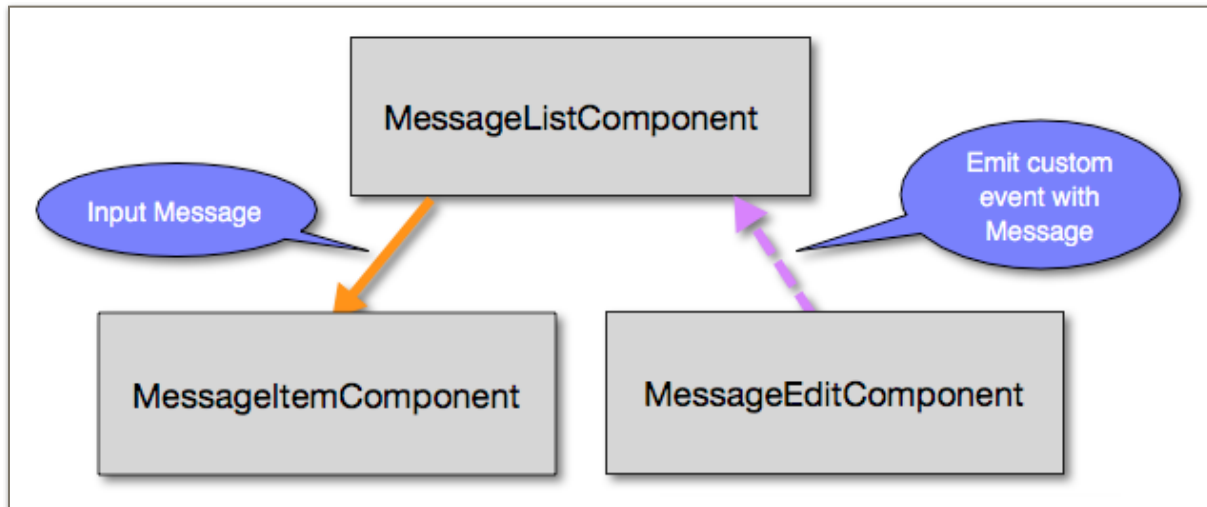 MessageListComponent
Input Message
Emit custom
event with
Message
MessageItemComponent
MessageEditComponent